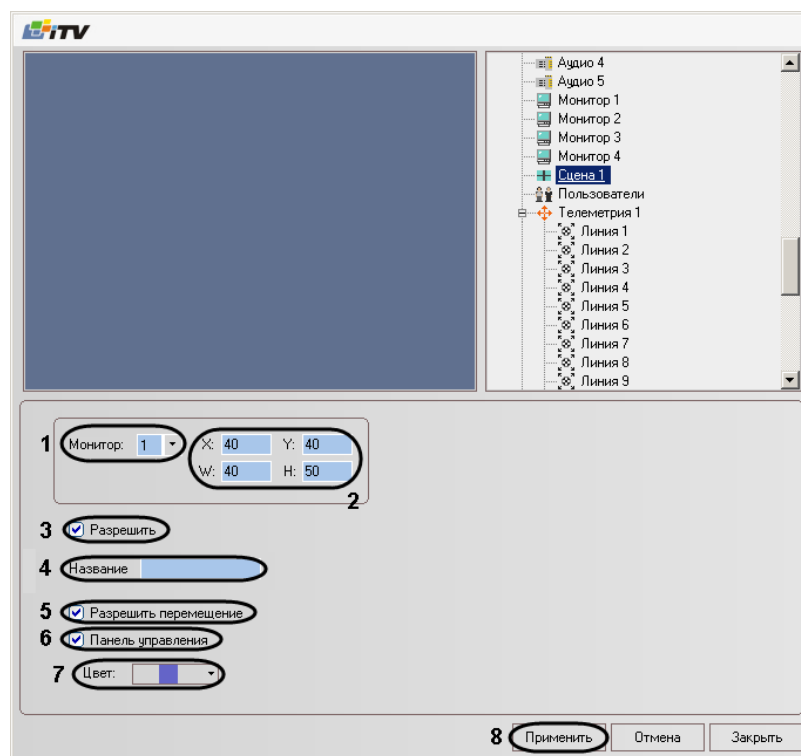 iTV
Аудио 4
Аудио 5
Монитор 1
Монитор 2
Монитор 3
Монитор 4
Сцена 1
Пользователи
Телеметрия 1
Линия 1
Линия 2
Линия 3
Линия 4
Линия 5
Линия 6
Линия 7
Линия 8
Линия 9
1 Монитор: 1 X: 40 Y: 40
W: 40 H: 50
2
3 Разрешить
4 Название
5 Разрешить перемещение
6 Панель управления
7 Цвет:
8 Применить Отмена Закрыть